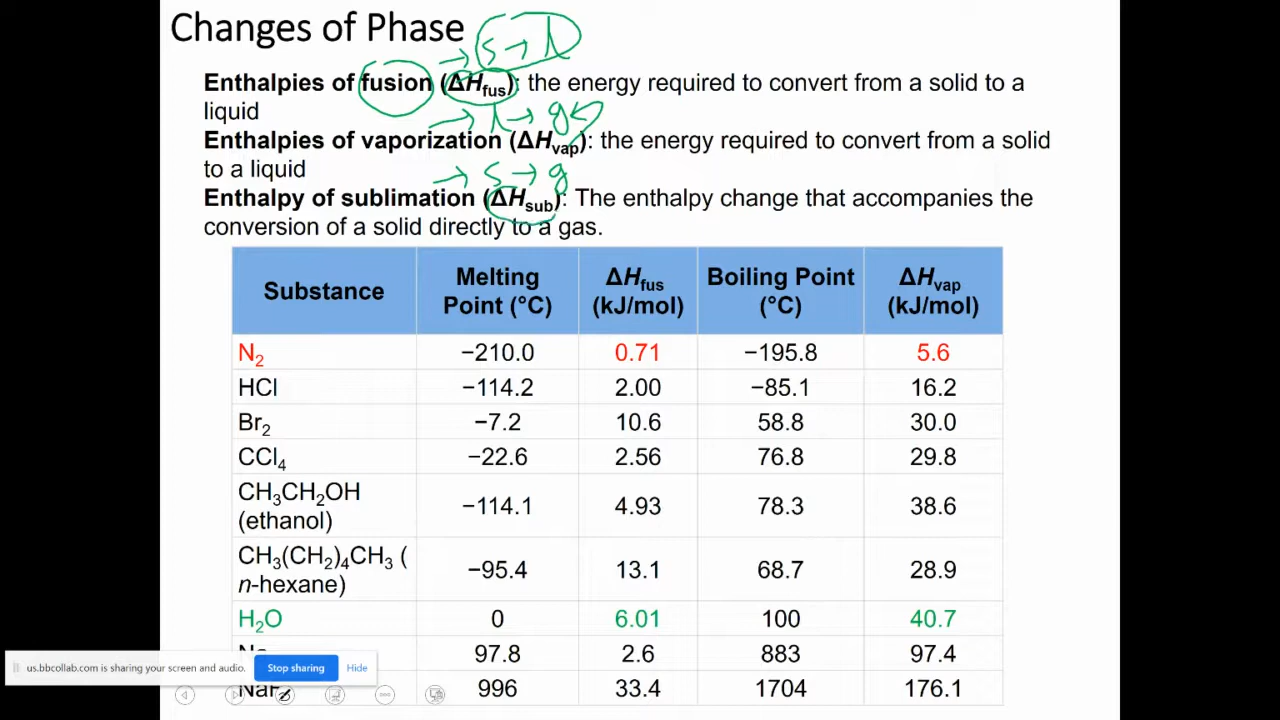 Changes of Phase
→ s → l
Enthalpies of fusion (ΔHfus): the energy required to convert from a solid to a
liquid
→ l → g
Enthalpies of vaporization (ΔHvap): the energy required to convert from a solid
to a liquid
→ s → g
Enthalpy of sublimation (ΔHsub): The enthalpy change that accompanies the
conversion of a solid directly to a gas.
Substance Melting Point (°C) ΔHfus (kJ/mol) Boiling Point (°C) ΔHvap (kJ/mol)
N₂ −210.0 0.71 −195.8 5.6
HCl −114.2 2.00 −85.1 16.2
Br₂ −7.2 10.6 58.8 30.0
CCl₄ −22.6 2.56 76.8 29.8
CH₃CH₂OH (ethanol) −114.1 4.93 78.3 38.6
CH₃(CH₂)₄CH₃ ( n-hexane) −95.4 13.1 68.7 28.9
H₂O 0 6.01 100 40.7
97.8 2.6 883 97.4
us.bbcollab.com is sharing your screen and audio. Stop sharing Hide
996 33.4 1704 176.1